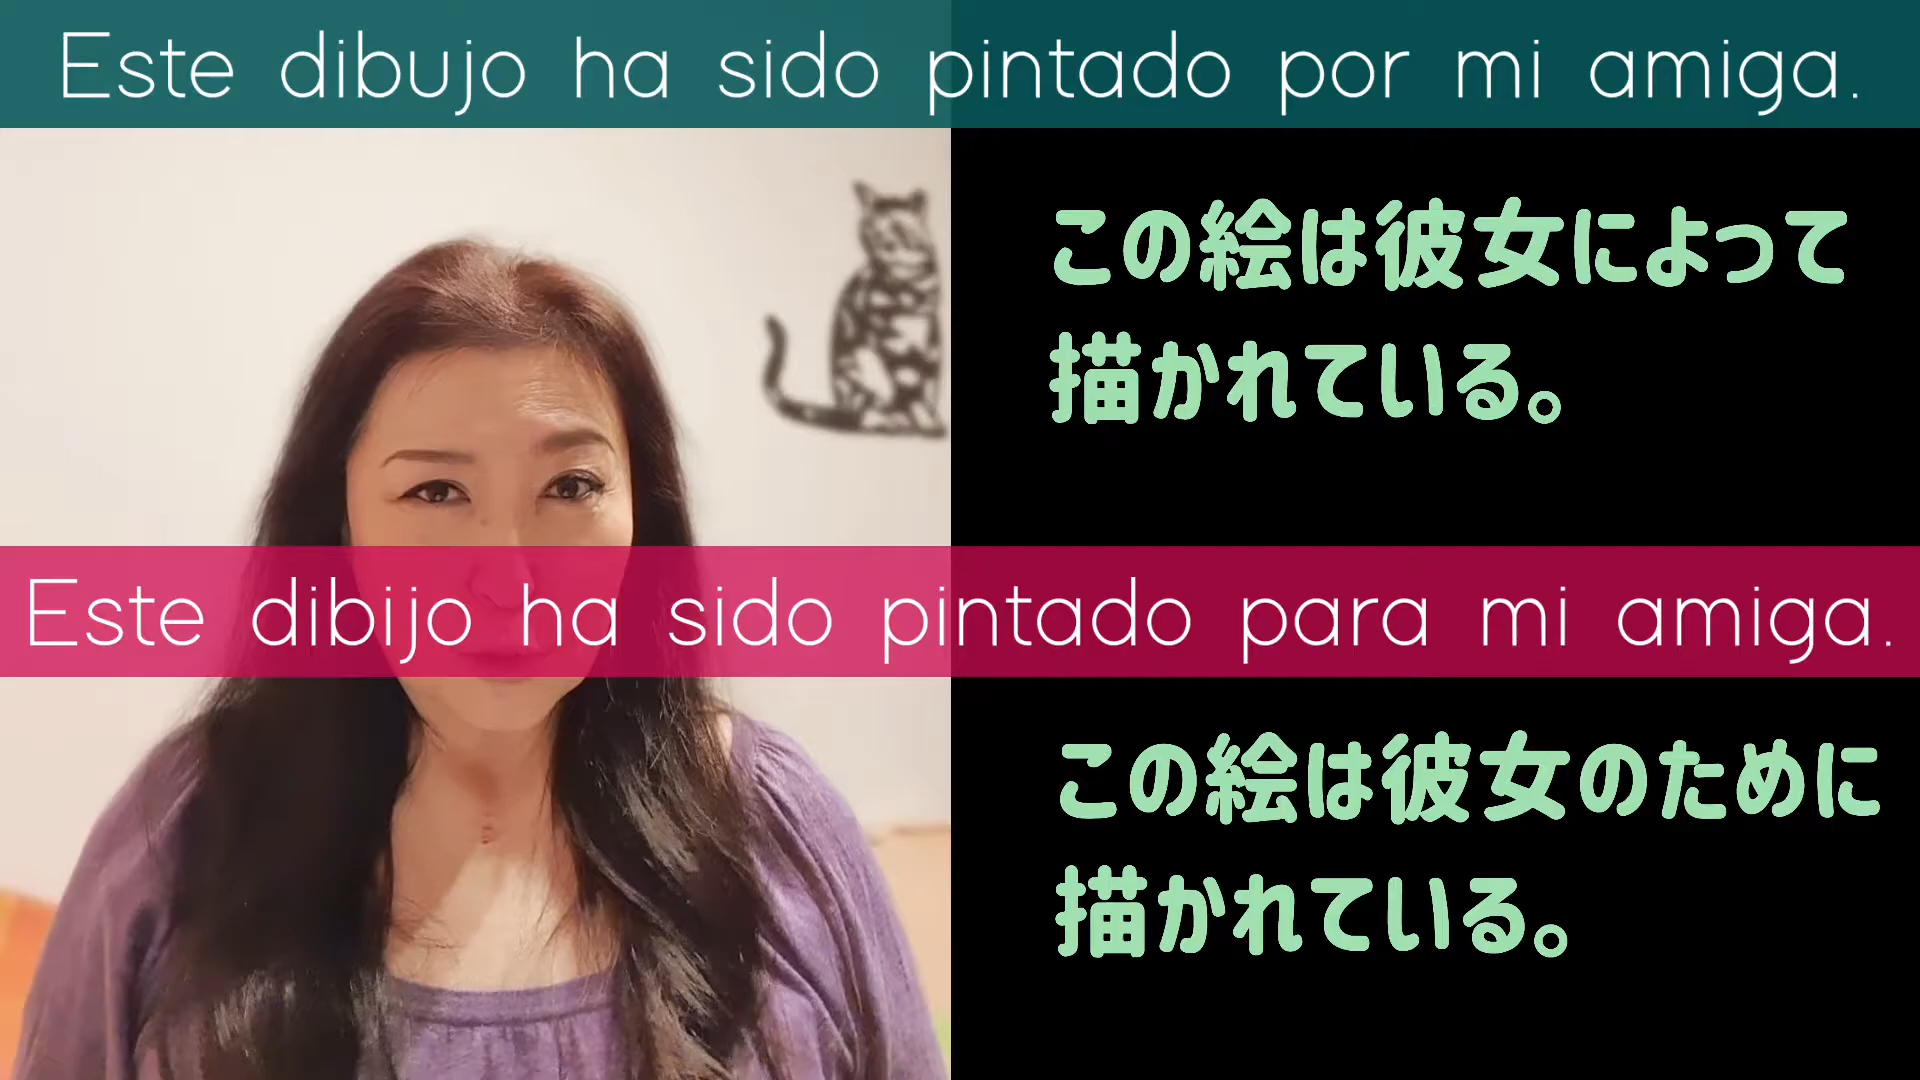 Este dibujo ha sido pintado por mi amiga.
この絵は彼女によって
描かれている。
Este dibijo ha sido pintado para mi amiga.
この絵は彼女のために
描かれている。